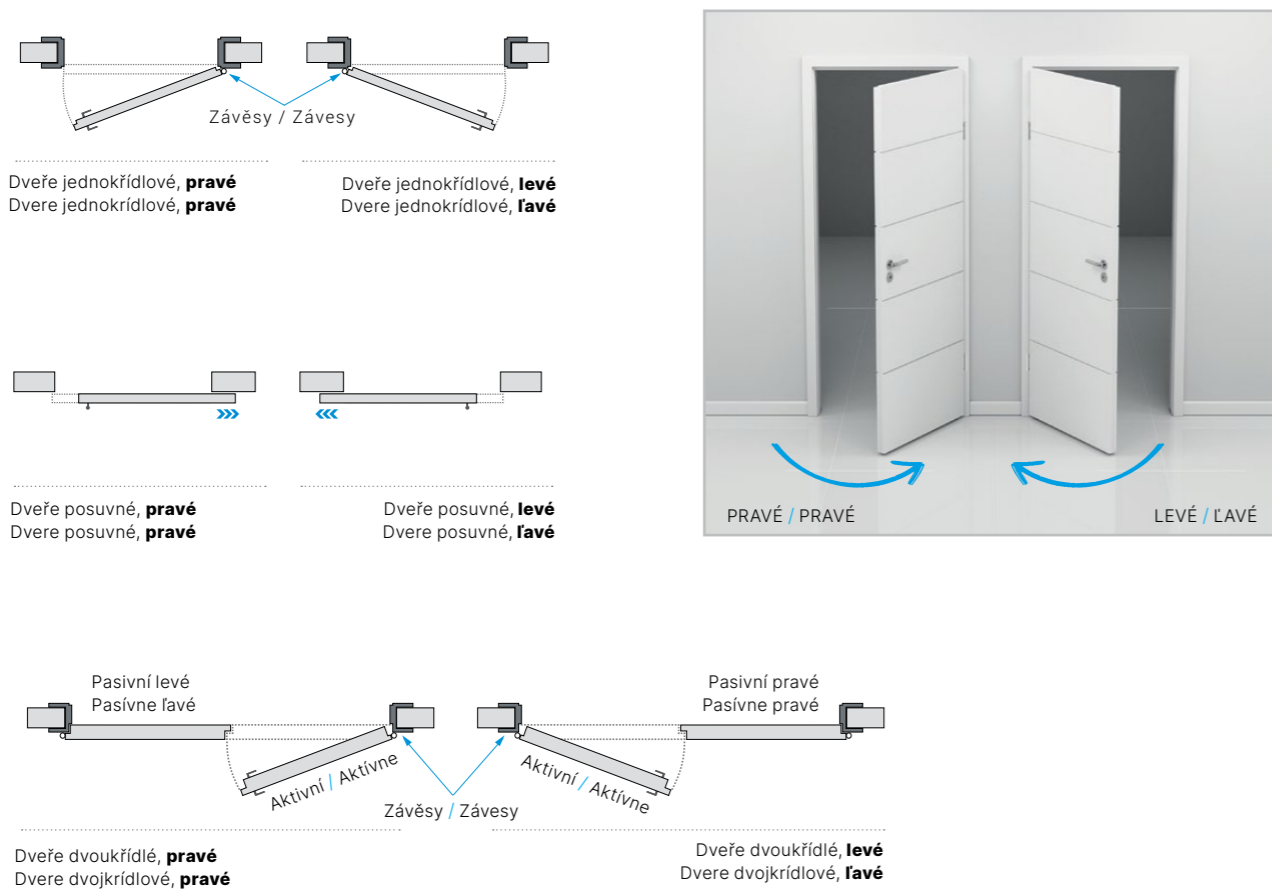 Závěsy / Závesy
Dveře jednokřídlové, pravé
Dvere jednokrídlové, pravé
Dveře jednokřídlové, levé
Dvere jednokrídlové, ľavé
PRAVÉ / PRAVÉ
LEVÉ / ĽAVÉ
Dveře posuvné, pravé
Dvere posuvné, pravé
Dveře posuvné, levé
Dvere posuvné, ľavé
Pasivní levé
Pasívne ľavé
Aktivní / Aktívne
Závěsy / Závesy
Pasivní pravé
Pasívne pravé
Aktivní / Aktívne
Dveře dvoukřídlé, pravé
Dvere dvojkrídlové, pravé
Dveře dvoukřídlé, levé
Dvere dvojkrídlové, ľavé